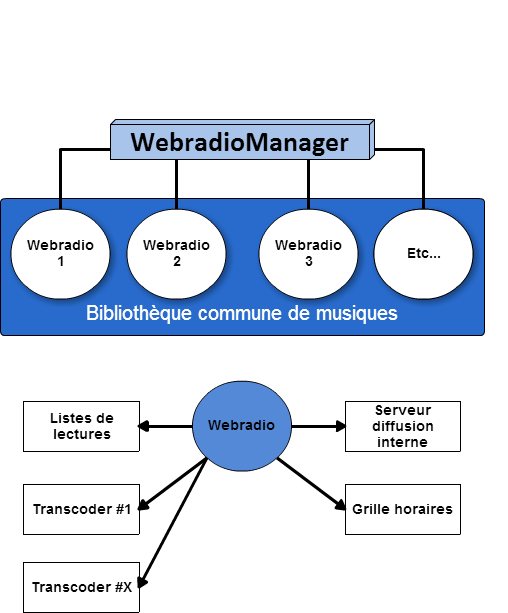 WebradioManager
Webradio
1
Webradio
2
Webradio
3
Etc...
Bibliothèque commune de musiques
Listes de
lectures
Webradio
Serveur
diffusion
interne
Transcoder #1
Grille horaires
Transcoder #X